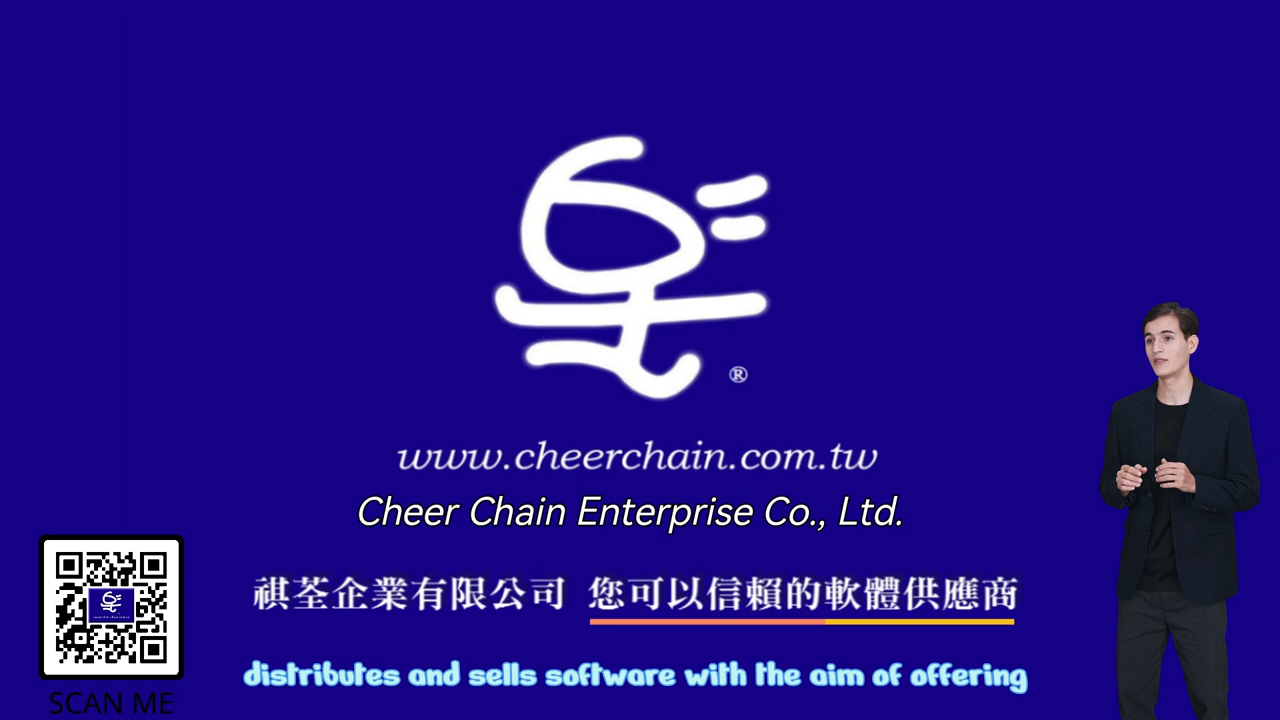 ®
www.cheerchain.com.tw
Cheer Chain Enterprise Co., Ltd.
祺荃企業有限公司 您可以信賴的軟體供應商
distributes and sells software with the aim of offering
SCAN ME